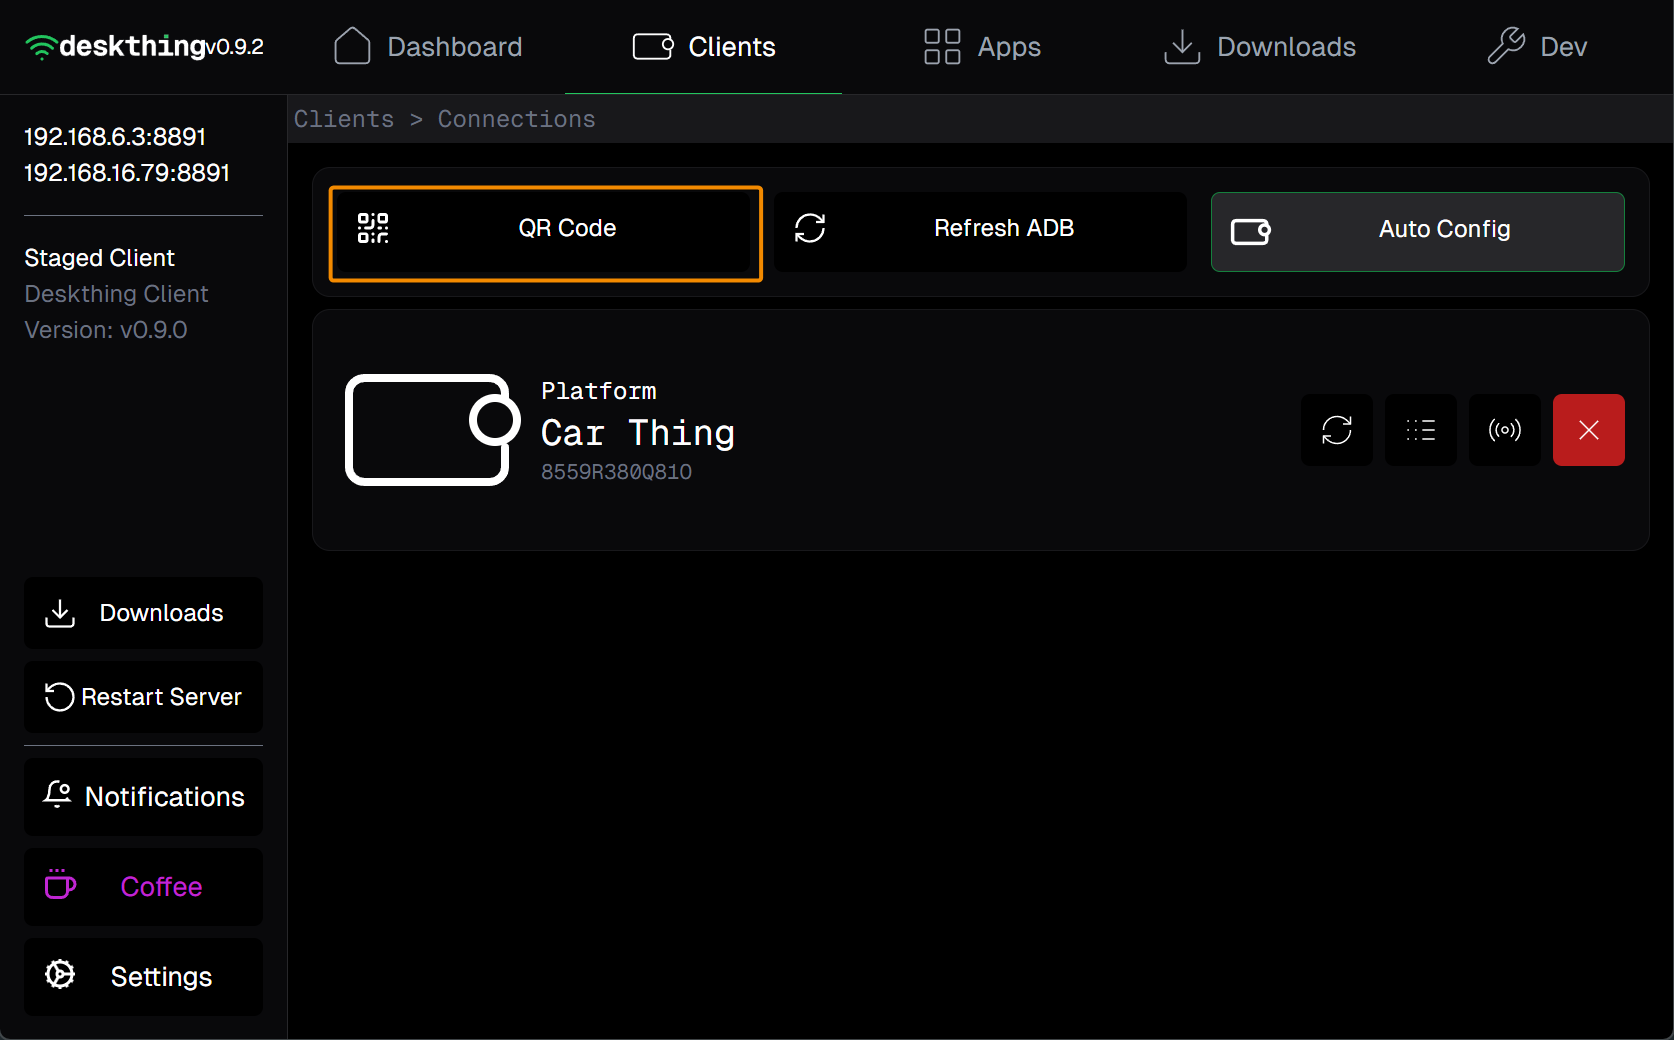 deskthing v0.9.2
Dashboard
Clients
Apps
Downloads
Dev
192.168.6.3:8891
192.168.16.79:8891
Staged Client
Deskthing Client
Version: v0.9.0
Downloads
Restart Server
Notifications
Coffee
Settings
Clients > Connections
QR Code
Refresh ADB
Auto Config
Platform
Car Thing
8559R380Q810